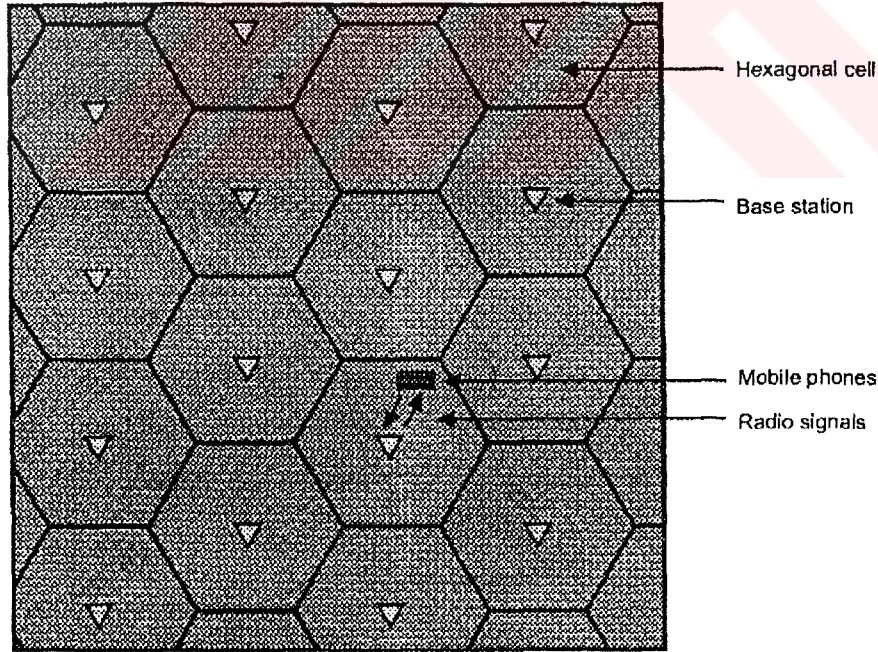 Hexagonal cell
Base station
Mobile phones
Radio signals